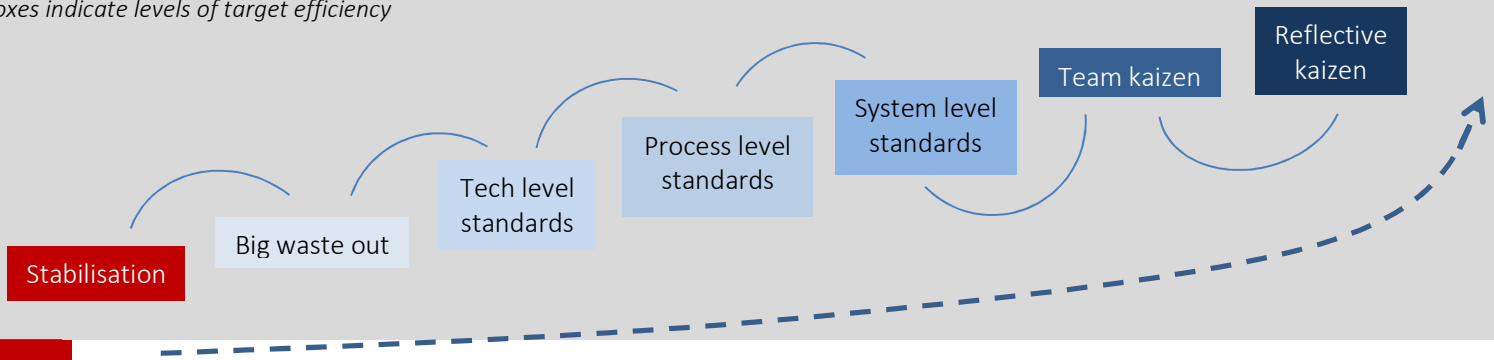 indicate levels of target efficiency
Stabilisation
Big waste out
Tech level
standards
Process level
standards
System level
standards
Team kaizen
Reflective
kaizen